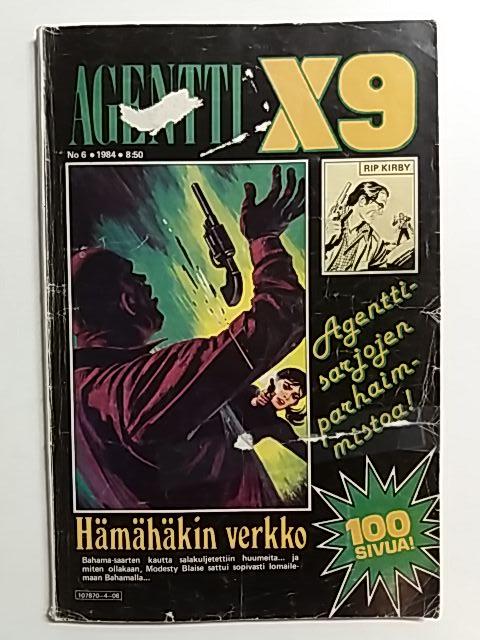 AGENTTI X9
No 6 • 1984 • 8:50
RIP KIRBY
Agentti-
sarjojen
parhaim-
mistoa!
100
SIVUA!
Hämähäkin verkko
Bahama-saarten kautta salakuljetettiin huumeita... ja
miten ollakaan, Modesty Blaise sattui sopivasti lomaile-
maan Bahamalla...
107870-4-06